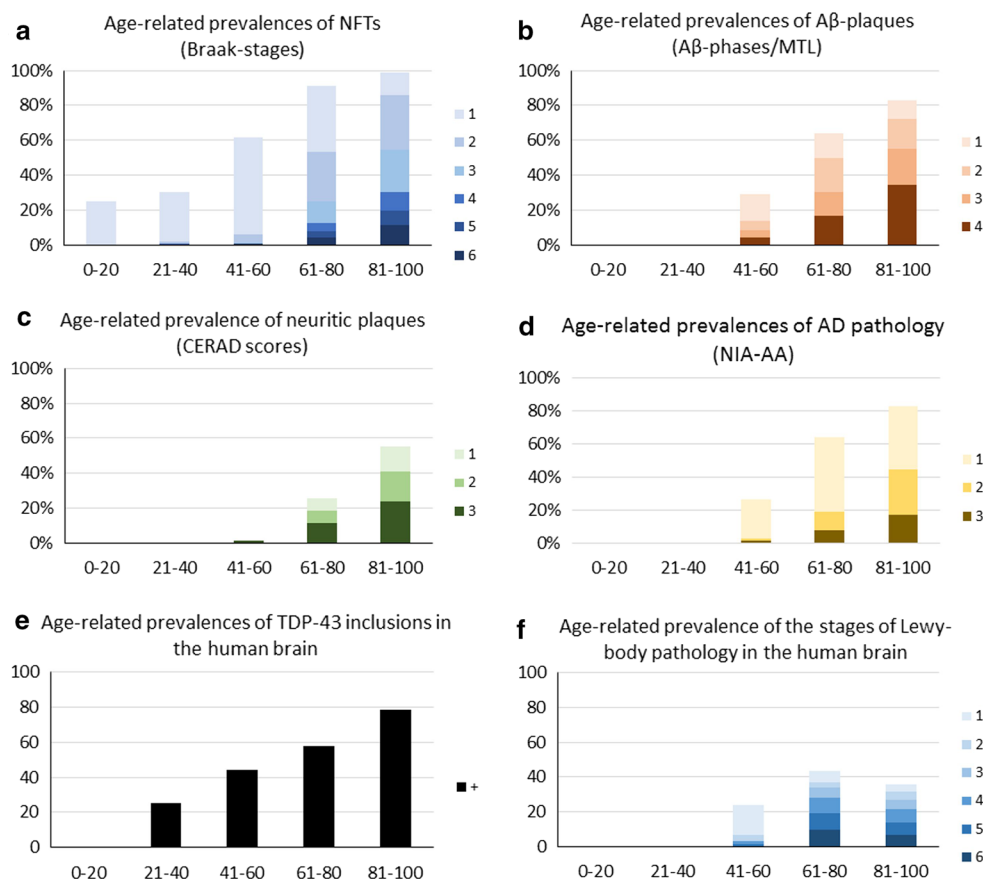 a
Age-related prevalences of NFTs
(Braak-stages)
100%
80%
60%
40%
20%
0%
0-20 21-40 41-60 61-80 81-100
1
2
3
4
5
6
b
Age-related prevalences of Aβ-plaques
(Aβ-phases/MTL)
100%
80%
60%
40%
20%
0%
0-20 21-40 41-60 61-80 81-100
1
2
3
4
c
Age-related prevalence of neuritic plaques
(CERAD scores)
100%
80%
60%
40%
20%
0%
0-20 21-40 41-60 61-80 81-100
1
2
3
d
Age-related prevalences of AD pathology
(NIA-AA)
100%
80%
60%
40%
20%
0%
0-20 21-40 41-60 61-80 81-100
1
2
3
e
Age-related prevalences of TDP-43 inclusions in
the human brain
100
80
60
40
20
0
0-20 21-40 41-60 61-80 81-100
+
f
Age-related prevalence of the stages of Lewy-
body pathology in the human brain
100
80
60
40
20
0
0-20 21-40 41-60 61-80 81-100
1
2
3
4
5
6